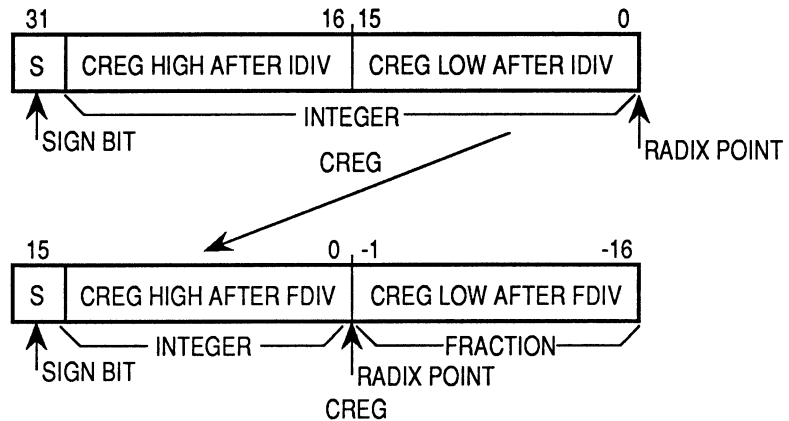 31 16 15 0
S CREG HIGH AFTER IDIV CREG LOW AFTER IDIV
INTEGER
SIGN BIT
RADIX POINT
CREG
15 0 -1 -16
S CREG HIGH AFTER FDIV CREG LOW AFTER FDIV
INTEGER FRACTION
SIGN BIT RADIX POINT
CREG